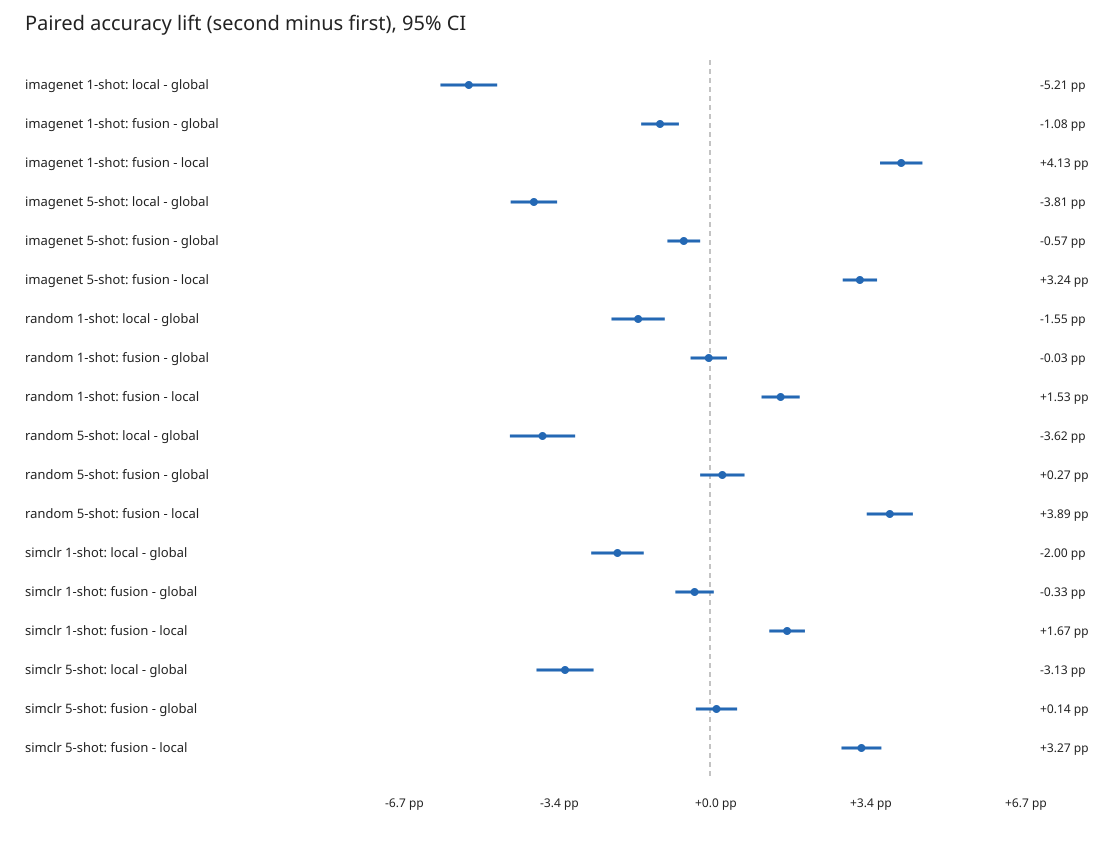 Paired accuracy lift (second minus first), 95% CI
imagenet 1-shot: local - global -5.21 pp
imagenet 1-shot: fusion - global -1.08 pp
imagenet 1-shot: fusion - local +4.13 pp
imagenet 5-shot: local - global -3.81 pp
imagenet 5-shot: fusion - global -0.57 pp
imagenet 5-shot: fusion - local +3.24 pp
random 1-shot: local - global -1.55 pp
random 1-shot: fusion - global -0.03 pp
random 1-shot: fusion - local +1.53 pp
random 5-shot: local - global -3.62 pp
random 5-shot: fusion - global +0.27 pp
random 5-shot: fusion - local +3.89 pp
simclr 1-shot: local - global -2.00 pp
simclr 1-shot: fusion - global -0.33 pp
simclr 1-shot: fusion - local +1.67 pp
simclr 5-shot: local - global -3.13 pp
simclr 5-shot: fusion - global +0.14 pp
simclr 5-shot: fusion - local +3.27 pp
-6.7 pp -3.4 pp +0.0 pp +3.4 pp +6.7 pp